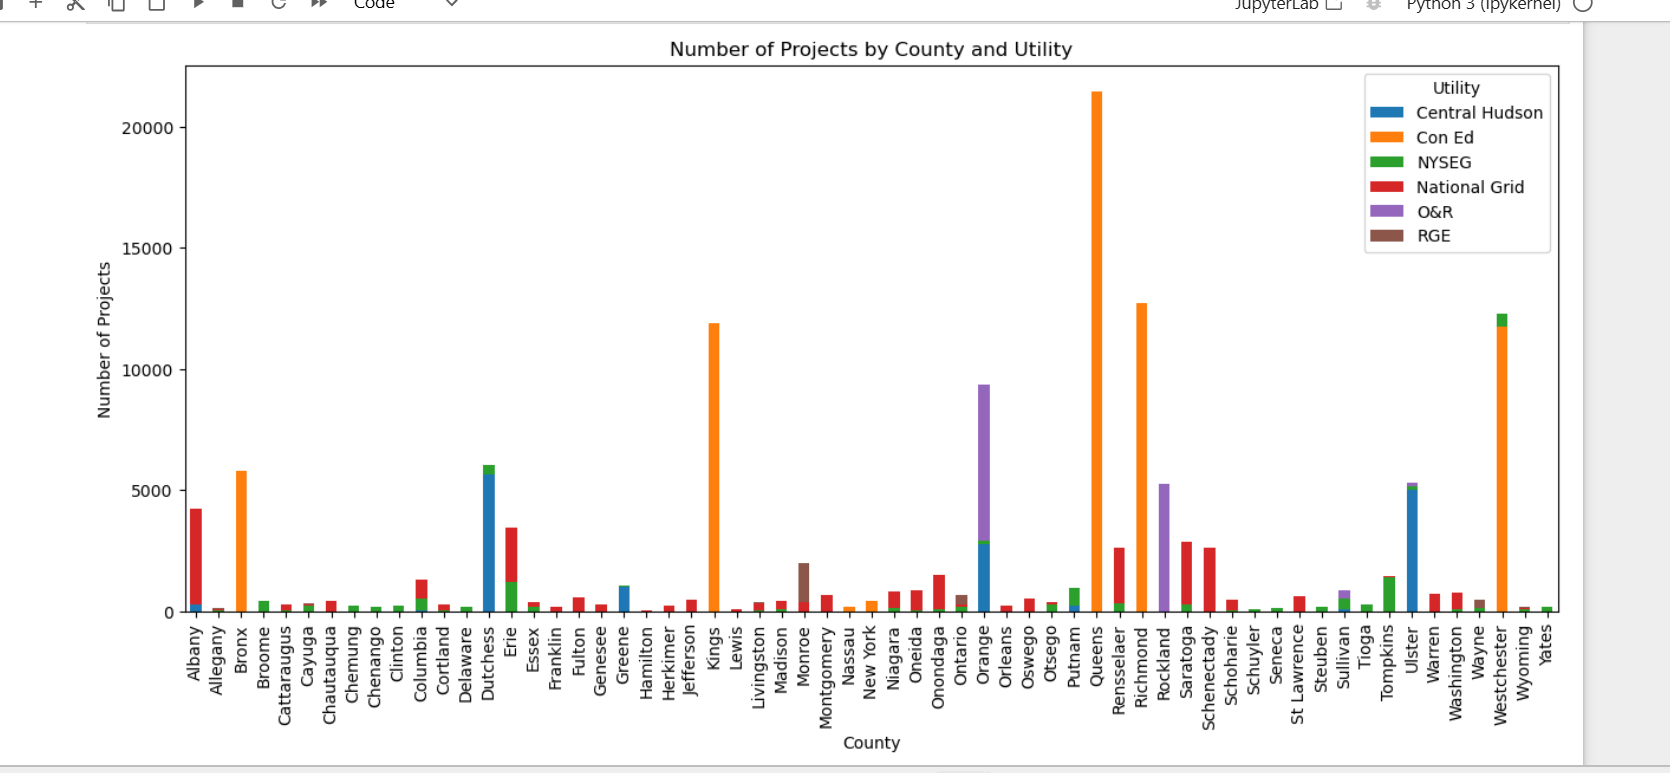 Code
JupyterLab
Python 3 (ipykernel)
Number of Projects by County and Utility
Utility
Central Hudson
Con Ed
NYSEG
National Grid
O&R
RGE
Number of Projects
20000
15000
10000
5000
0
Albany
Allegany
Bronx
Broome
Cattaraugus
Cayuga
Chautauqua
Chemung
Chenango
Clinton
Columbia
Cortland
Delaware
Dutchess
Erie
Essex
Franklin
Fulton
Genesee
Greene
Hamilton
Herkimer
Jefferson
Kings
Lewis
Livingston
Madison
Monroe
Montgomery
Nassau
New York
Niagara
Oneida
Onondaga
Ontario
Orange
Orleans
Oswego
Otsego
Putnam
Queens
Rensselaer
Richmond
Rockland
Saratoga
Schenectady
Schoharie
Schuyler
Seneca
St Lawrence
Steuben
Sullivan
Tioga
Tompkins
Ulster
Warren
Washington
Wayne
Westchester
Wyoming
Yates
County